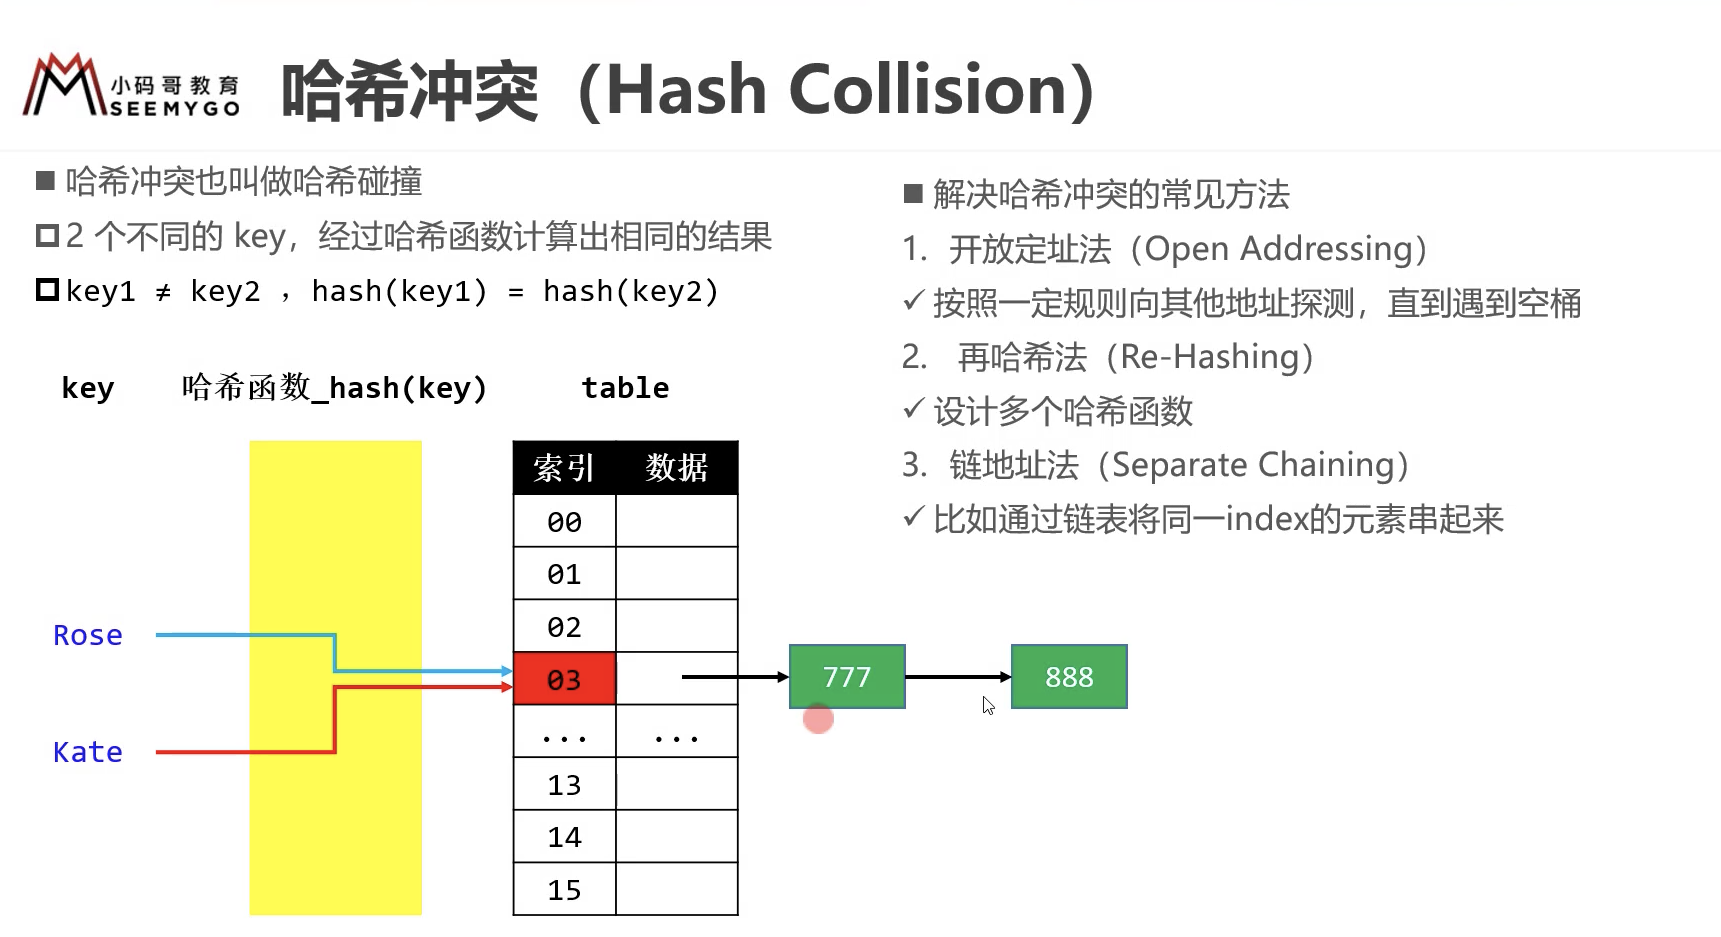 小码哥教育
SEEMYGO
哈希冲突（Hash Collision）
哈希冲突也叫做哈希碰撞
2 个不同的 key，经过哈希函数计算出相同的结果
key1 ≠ key2 ，hash(key1) = hash(key2)
key 哈希函数_hash(key) table
索引 数据
00
01
02
03
... ...
13
14
15
Rose
Kate
777
888
解决哈希冲突的常见方法
1. 开放定址法（Open Addressing）
✓ 按照一定规则向其他地址探测，直到遇到空桶
2. 再哈希法（Re-Hashing）
✓ 设计多个哈希函数
3. 链地址法（Separate Chaining）
✓ 比如通过链表将同一index的元素串起来